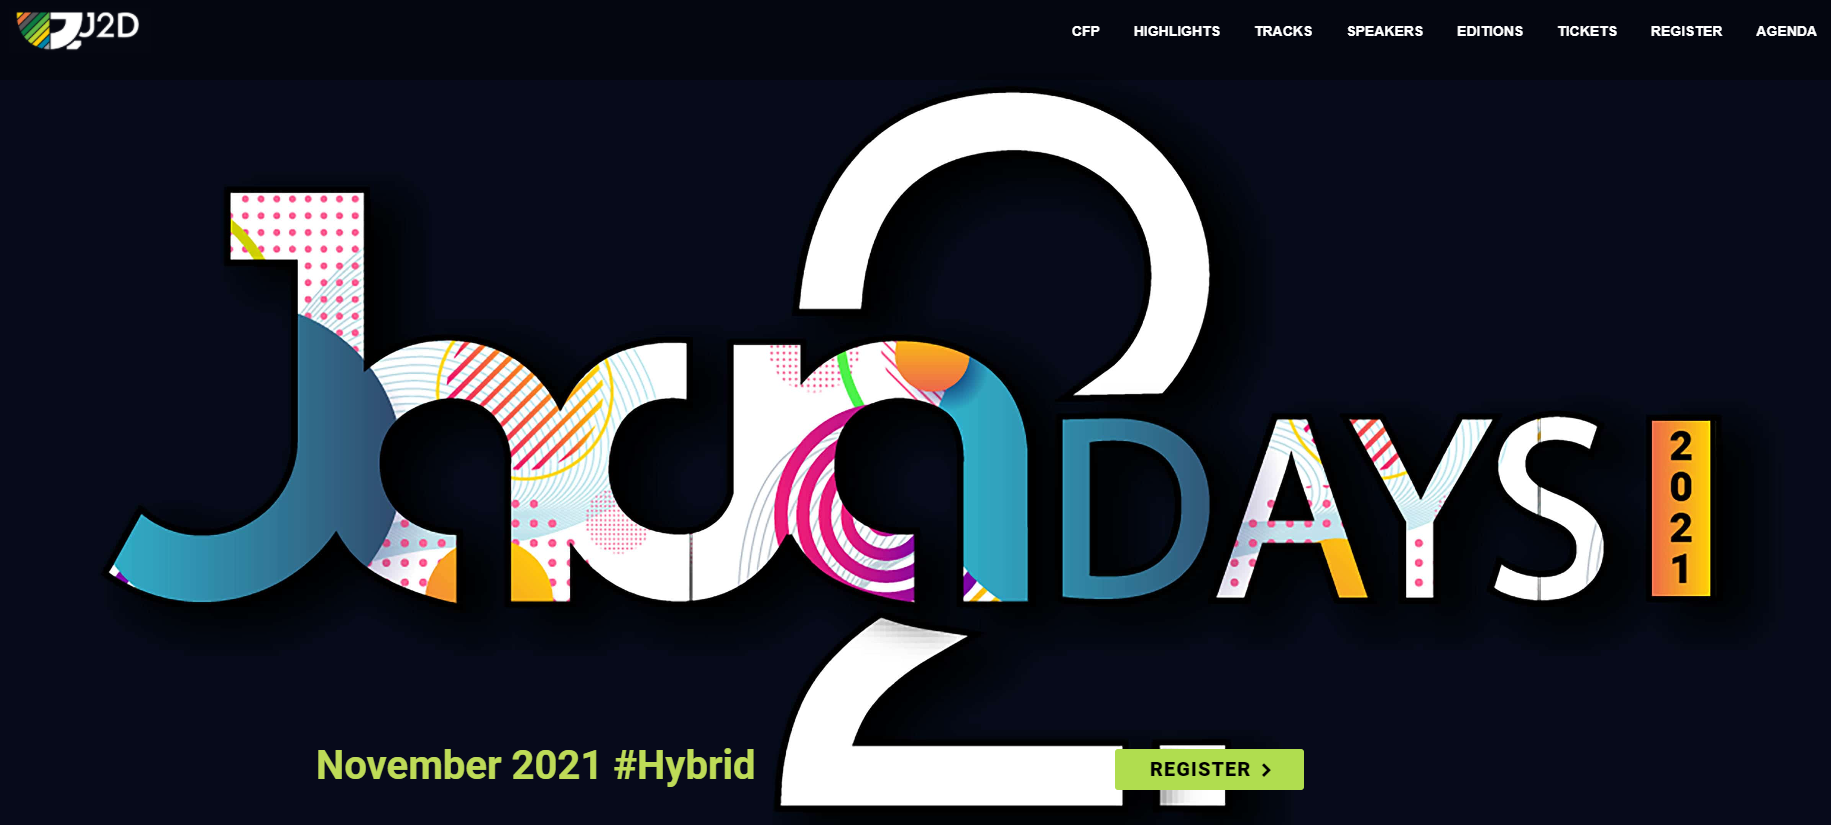 J2D
CFP HIGHLIGHTS TRACKS SPEAKERS EDITIONS TICKETS REGISTER AGENDA
Java2DAYS 2021
November 2021 #Hybrid
REGISTER